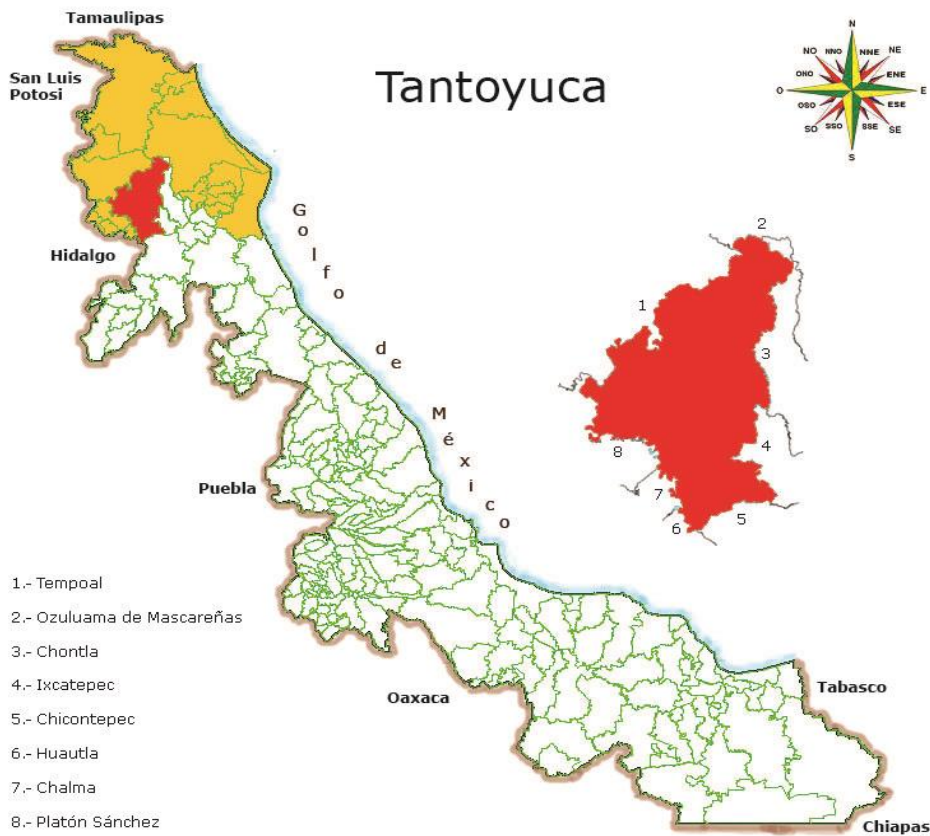 Tamaulipas
San Luis
Potosi
Tantoyuca
N
NNO
NNE
NO
NE
ONO
ENE
O
E
OSO
ESE
SO
SSO
SSE
SE
S
Hidalgo
Golfo de México
2
1
3
4
8
7
5
6
Puebla
Oaxaca
Tabasco
Chiapas
1.- Tempoal
2.- Ozuluama de Mascareñas
3.- Chontla
4.- Ixcatepec
5.- Chicontepec
6.- Huautla
7.- Chalma
8.- Platón Sánchez